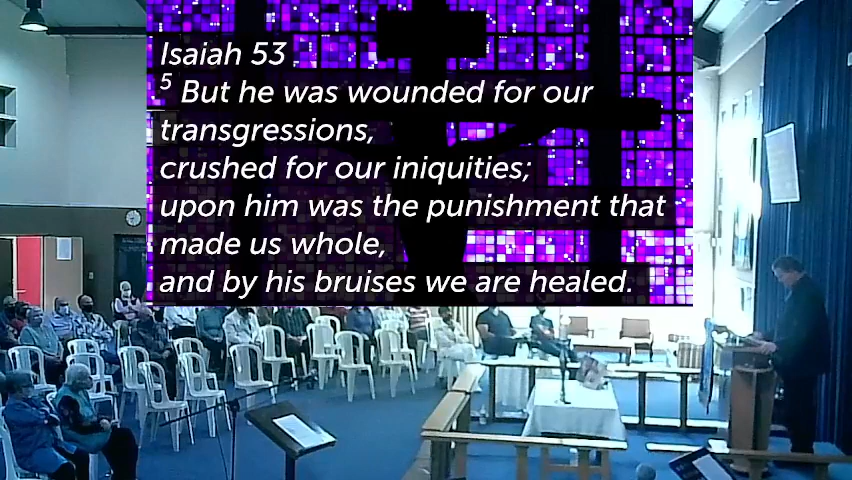 Isaiah 53
5 But he was wounded for our
transgressions,
crushed for our iniquities;
upon him was the punishment that
made us whole,
and by his bruises we are healed.